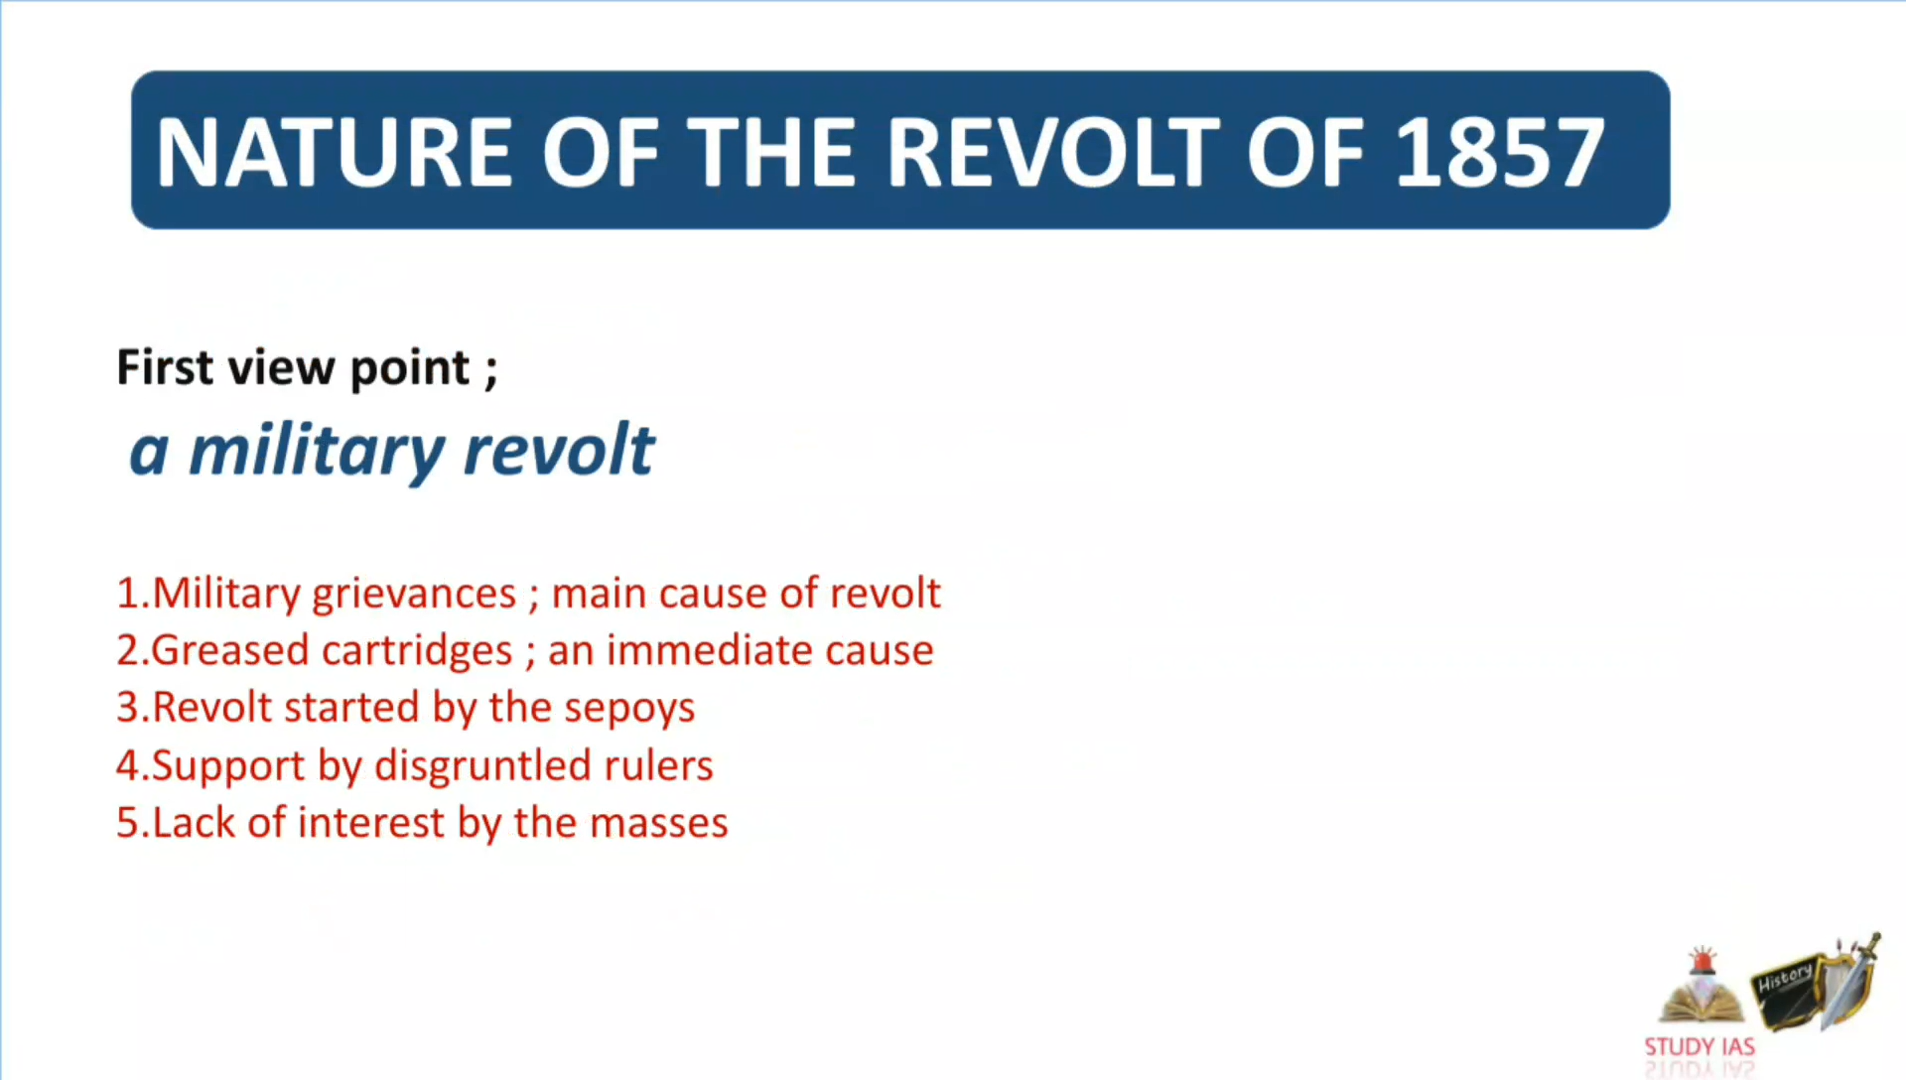 NATURE OF THE REVOLT OF 1857
First view point ;
a military revolt
1.Military grievances ; main cause of revolt
2.Greased cartridges ; an immediate cause
3.Revolt started by the sepoys
4.Support by disgruntled rulers
5.Lack of interest by the masses
History
STUDY IAS